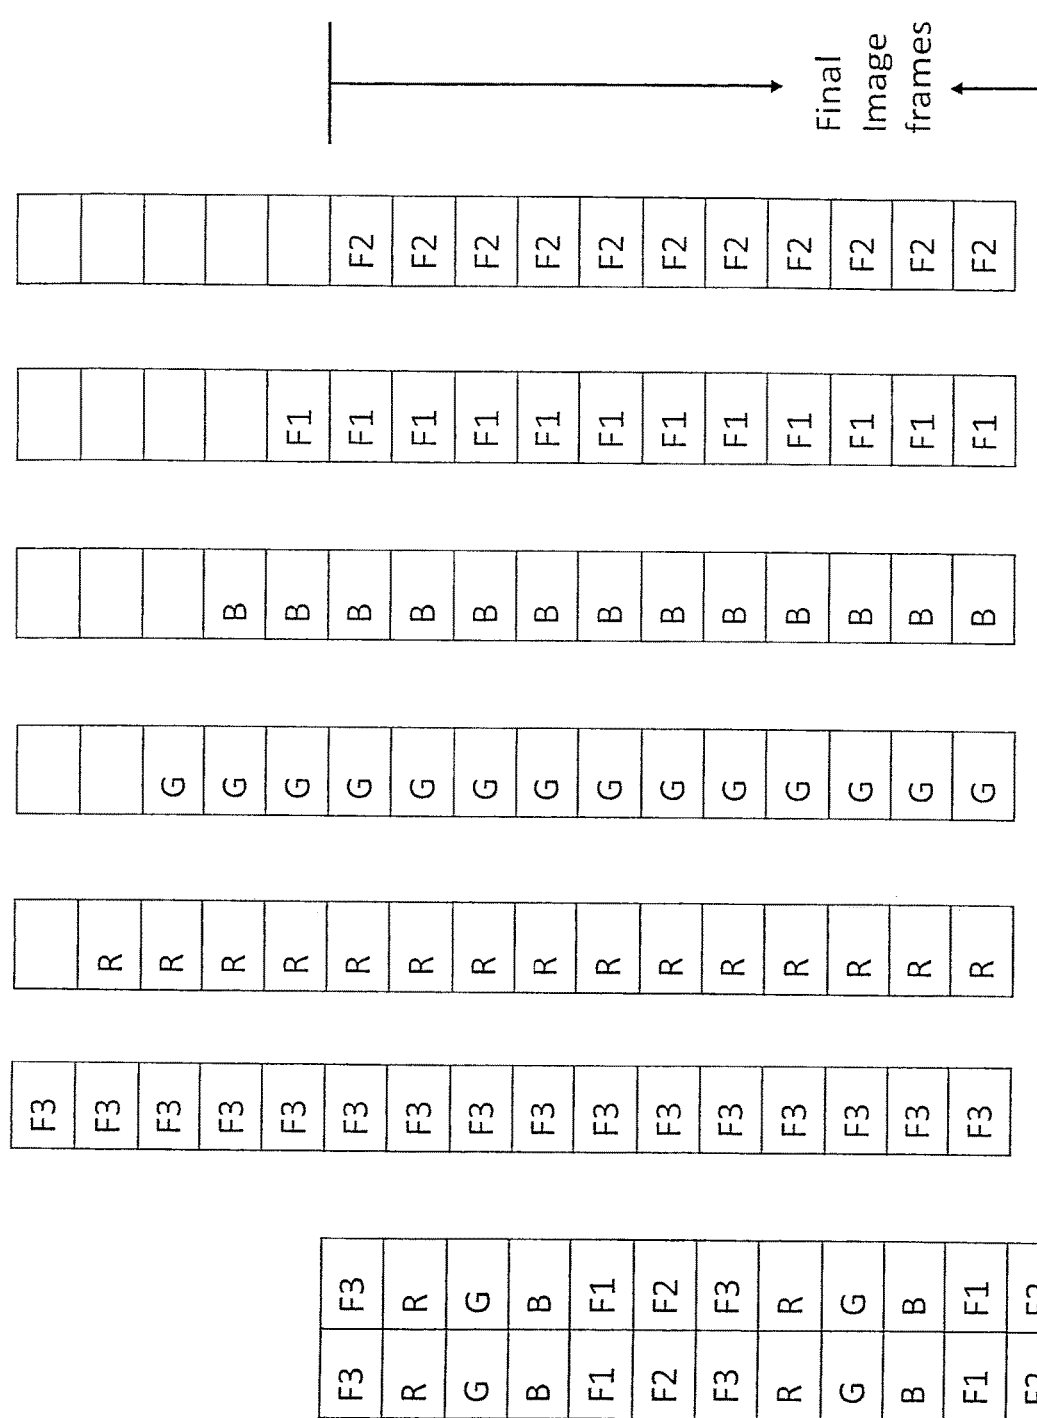 F3
F3 R
F3 R G
F3 R G B
F3 R G B F1
F3 F3 F3 R G B F1 F2
R R F3 R G B F1 F2
G G F3 R G B F1 F2
B B F3 R G B F1 F2
F1 F1 F3 R G B F1 F2
F2 F2 F3 R G B F1 F2
F3 F3 F3 R G B F1 F2
R R F3 R G B F1 F2
G G F3 R G B F1 F2
B B F3 R G B F1 F2
F1 F1 F3 R G B F1 F2
Final
Image
frames